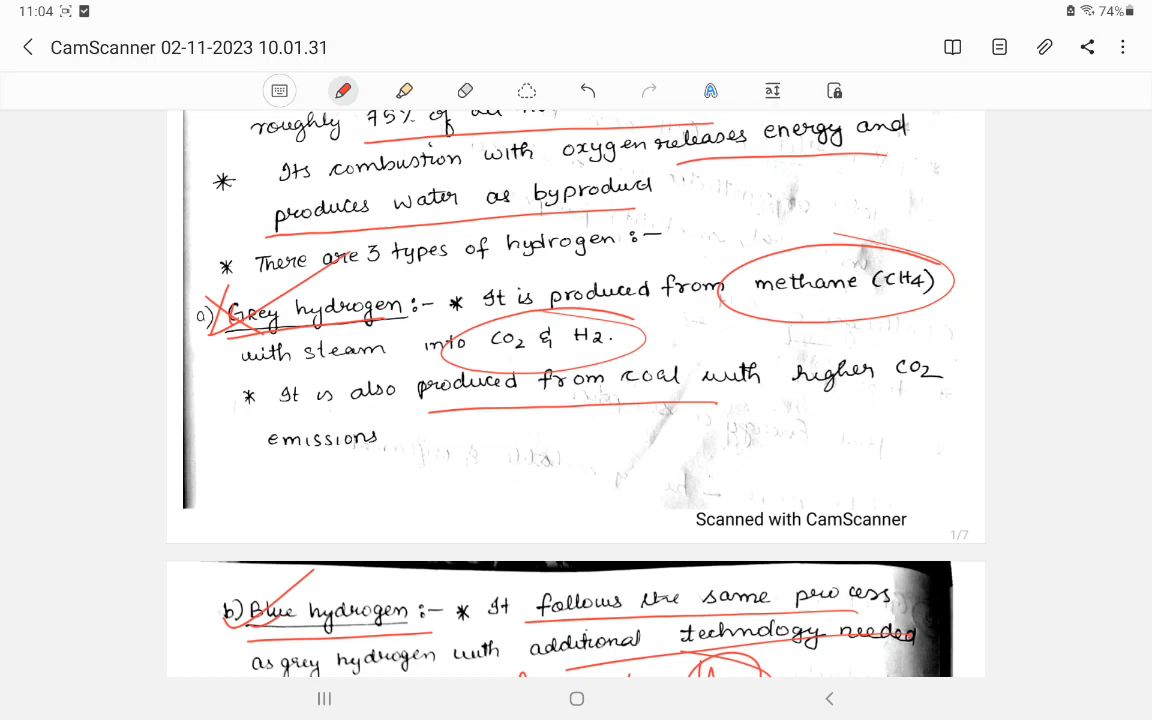 11:04
74%
CamScanner 02-11-2023 10.01.31
roughly 75% of all
* Its combustion with oxygen releases energy and
produces water as byproduct
* There are 3 types of hydrogen :-
a) Grey hydrogen :- * It is produced from methane (CH4)
with steam into CO2 & H2.
* It is also produced from coal with higher CO2
emissions
Scanned with CamScanner
1/7
b) Blue hydrogen :- * It follows the same process
as grey hydrogen with additional technology needed